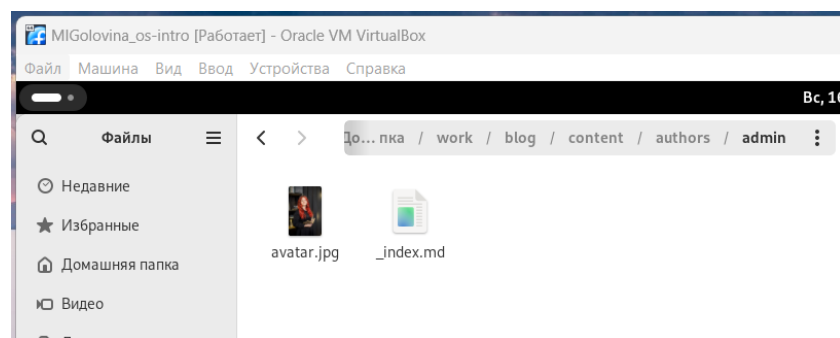 MIGolovina_os-intro [Работает] - Oracle VM VirtualBox
Файл Машина Вид Ввод Устройства Справка
Вс, 1
Файлы До... пка / work / blog / content / authors / admin
Недавние
Избранные
avatar.jpg _index.md
Домашняя папка
Видео